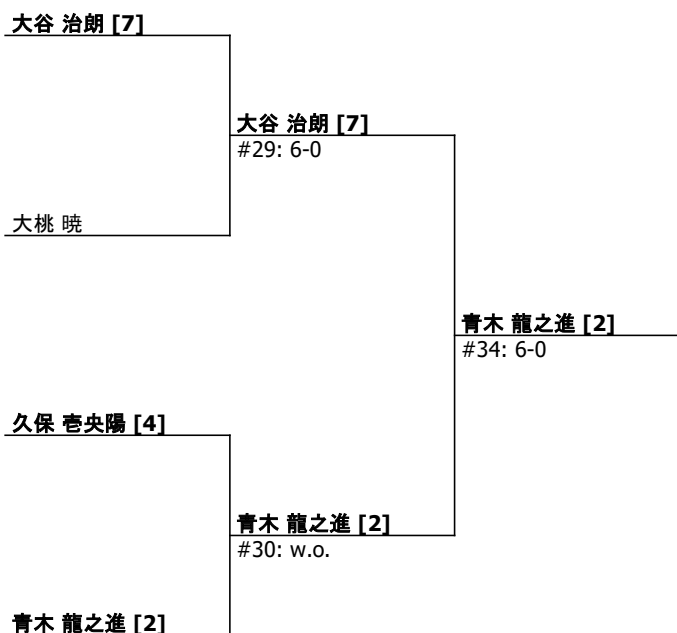 大谷 治朗 [7]
大谷 治朗 [7]
#29: 6-0
大桃 暁
青木 龍之進 [2]
#34: 6-0
久保 壱央陽 [4]
青木 龍之進 [2]
#30: w.o.
青木 龍之進 [2]